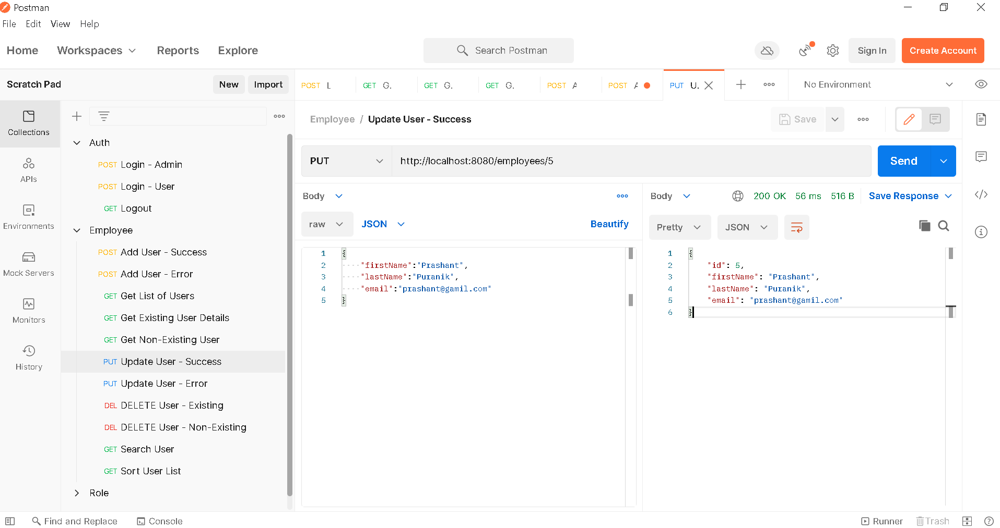 Postman
File Edit View Help
Home Workspaces Reports Explore Search Postman Sign In Create Account
Scratch Pad New Import
POST L GET G. GET G. GET G. POST A POST A PUT U. No Environment
Collections
APIs
Environments
Mock Servers
Monitors
History
Auth
POST Login - Admin
POST Login - User
GET Logout
Employee
POST Add User - Success
POST Add User - Error
GET Get List of Users
GET Get Existing User Details
GET Get Non-Existing User
PUT Update User - Success
PUT Update User - Error
DEL DELETE User - Existing
DEL DELETE User - Non-Existing
GET Search User
GET Sort User List
Role
Employee / Update User - Success Save
PUT http://localhost:8080/employees/5 Send
Body
raw JSON Beautify
1 {
2 "firstName":"Prashant",
3 "lastName":"Puranik",
4 "email":"prashant@gamil.com"
5 }
Body 200 OK 56 ms 516 B Save Response
Pretty JSON
1 {
2 "id": 5,
3 "firstName": "Prashant",
4 "lastName": "Puranik",
5 "email": "prashant@gamil.com"
6 }
Find and Replace Console Runner Trash